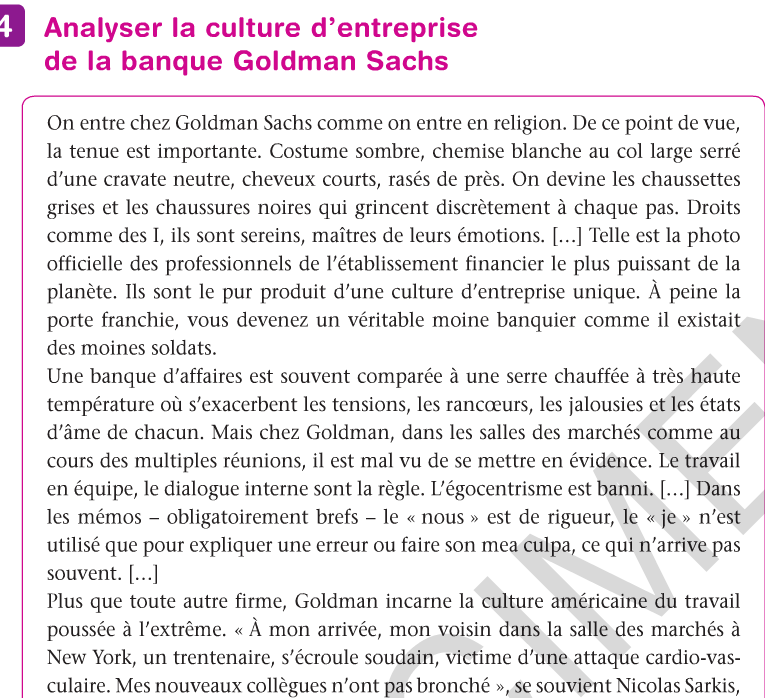 4
Analyser la culture d’entreprise
de la banque Goldman Sachs
On entre chez Goldman Sachs comme on entre en religion. De ce point de vue,
la tenue est importante. Costume sombre, chemise blanche au col large serré
d’une cravate neutre, cheveux courts, rasés de près. On devine les chaussettes
grises et les chaussures noires qui grincent discrètement à chaque pas. Droits
comme des I, ils sont sereins, maîtres de leurs émotions. […] Telle est la photo
officielle des professionnels de l’établissement financier le plus puissant de la
planète. Ils sont le pur produit d’une culture d’entreprise unique. À peine la
porte franchie, vous devenez un véritable moine banquier comme il existait
des moines soldats.
Une banque d’affaires est souvent comparée à une serre chauffée à très haute
température où s’exacerbent les tensions, les rancœurs, les jalousies et les états
d’âme de chacun. Mais chez Goldman, dans les salles des marchés comme au
cours des multiples réunions, il est mal vu de se mettre en évidence. Le travail
en équipe, le dialogue interne sont la règle. L’égocentrisme est banni. […] Dans
les mémos – obligatoirement brefs – le « nous » est de rigueur, le « je » n’est
utilisé que pour expliquer une erreur ou faire son mea culpa, ce qui n’arrive pas
souvent. […]
Plus que toute autre firme, Goldman incarne la culture américaine du travail
poussée à l’extrême. « À mon arrivée, mon voisin dans la salle des marchés à
New York, un trentenaire, s’écroule soudain, victime d’une attaque cardio-vas-
culaire. Mes nouveaux collègues n’ont pas bronché », se souvient Nicolas Sarkis,
CIMEN